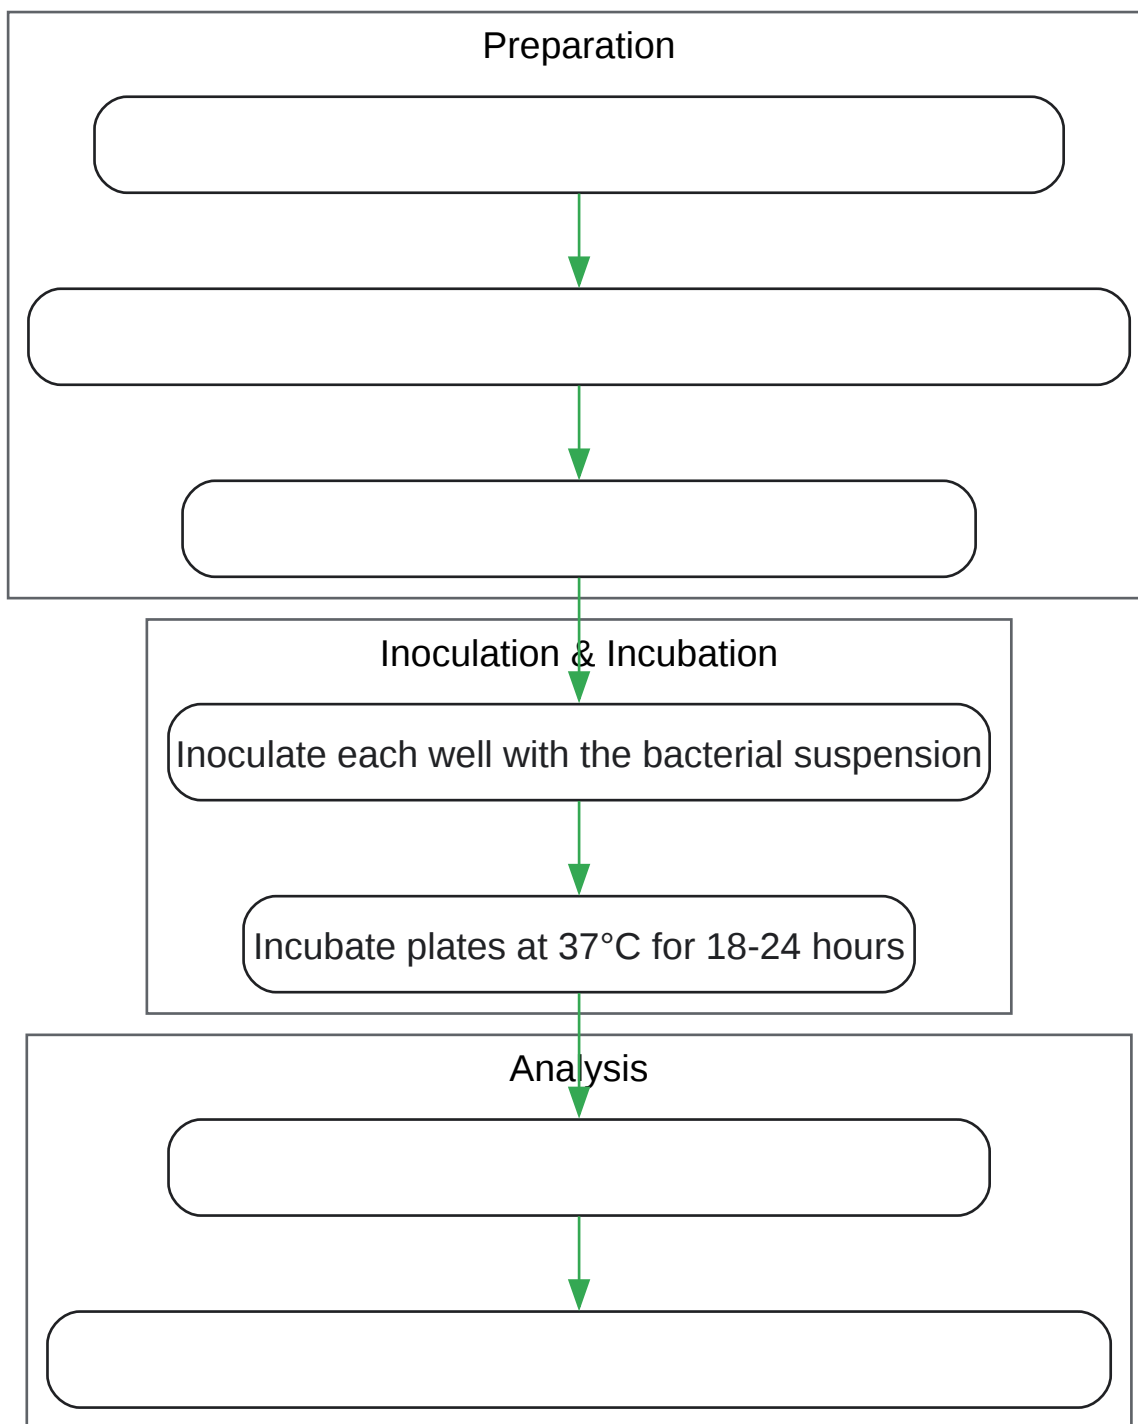 Preparation
Inoculation & Incubation
Inoculate each well with the bacterial suspension
Incubate plates at 37°C for 18-24 hours
Analysis